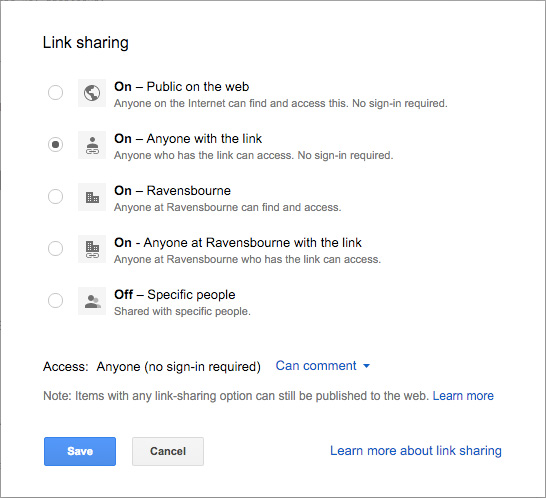 Link sharing
On – Public on the web
Anyone on the Internet can find and access this. No sign-in required.
On – Anyone with the link
Anyone who has the link can access. No sign-in required.
On – Ravensbourne
Anyone at Ravensbourne can find and access.
On - Anyone at Ravensbourne with the link
Anyone at Ravensbourne who has the link can access.
Off – Specific people
Shared with specific people.
Access: Anyone (no sign-in required) Can comment
Note: Items with any link-sharing option can still be published to the web. Learn more
Save Cancel Learn more about link sharing